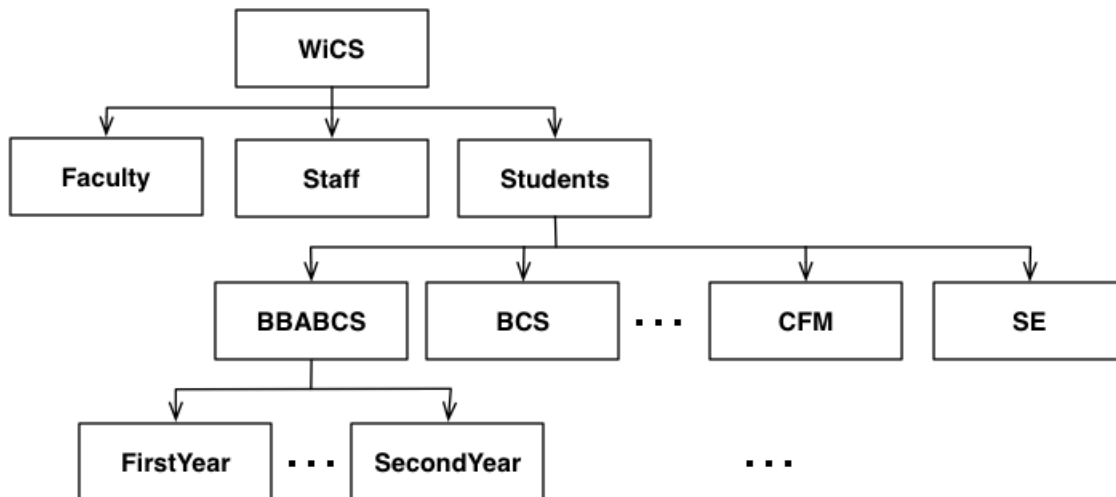 WiCS
Faculty
Staff
Students
BBABCS
BCS
...
CFM
SE
FirstYear
...
SecondYear
...